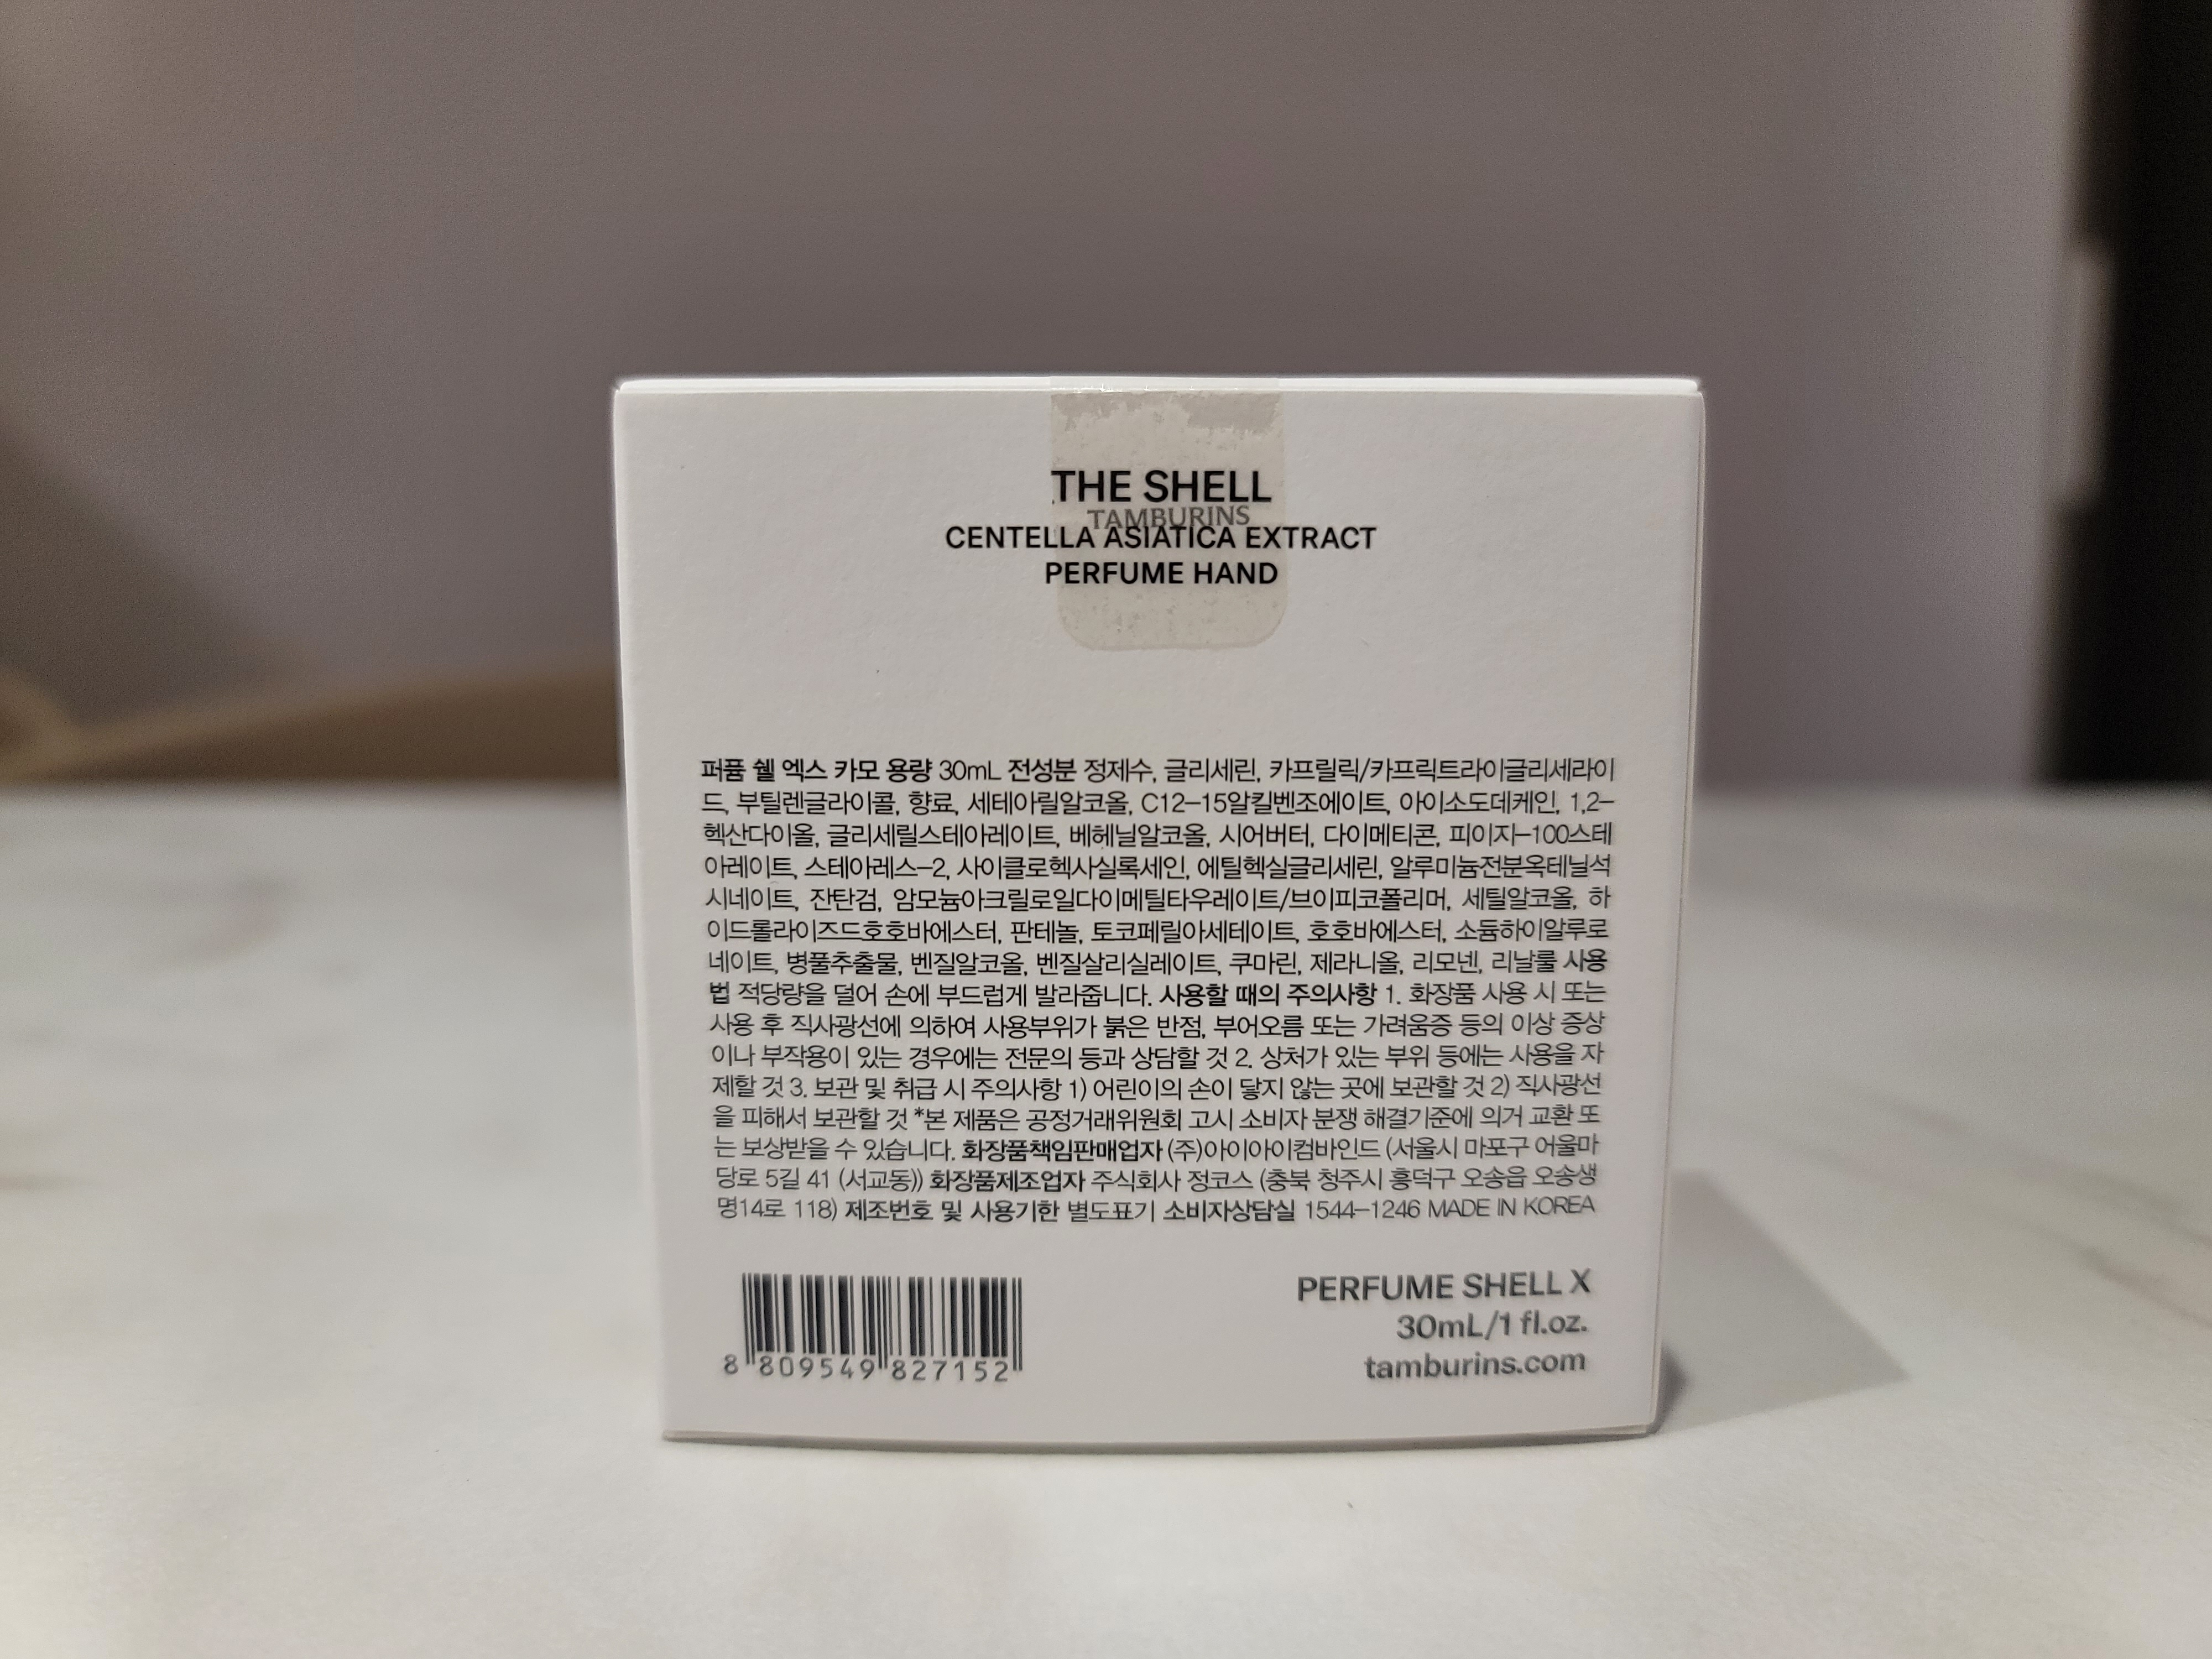 THE SHELL
TAMBURINS
CENTELLA ASIATICA EXTRACT
PERFUME HAND
퍼퓸 쉘 엑스 카모 용량 30mL 전성분 정제수, 글리세린, 카프릴릭/카프릭트라이글리세라이
드, 부틸렌글라이콜, 향료, 세테아릴알코올, C12-15알킬벤조에이트, 아이소도데케인, 1,2-
헥산다이올, 글리세릴스테아레이트, 베헤닐알코올, 시어버터, 다이메티콘, 피이지-100스테
아레이트, 스테아레스-2, 사이클로헥사실록세인, 에틸헥실글리세린, 알루미늄전분옥테닐석
시네이트, 잔탄검, 암모늄아크릴로일다이메틸타우레이트/브이피코폴리머, 세틸알코올, 하
이드롤라이즈드호호바에스터, 판테놀, 토코페릴아세테이트, 호호바에스터, 소듐하이알루로
네이트, 병풀추출물, 벤질알코올, 벤질살리실레이트, 쿠마린, 제라니올, 리모넨, 리날룰 사용
법 적당량을 덜어 손에 부드럽게 발라줍니다. 사용할 때의 주의사항 1. 화장품 사용 시 또는
사용 후 직사광선에 의하여 사용부위가 붉은 반점, 부어오름 또는 가려움증 등의 이상 증상
이나 부작용이 있는 경우에는 전문의 등과 상담할 것 2. 상처가 있는 부위 등에는 사용을 자
제할 것 3. 보관 및 취급 시 주의사항 1) 어린이의 손이 닿지 않는 곳에 보관할 것 2) 직사광선
을 피해서 보관할 것 *본 제품은 공정거래위원회 고시 소비자 분쟁 해결기준에 의거 교환 또
는 보상받을 수 있습니다. 화장품책임판매업자 (주)아이아이컴바인드 (서울시 마포구 어울마
당로 5길 41 (서교동)) 화장품제조업자 주식회사 정코스 (충북 청주시 흥덕구 오송읍 오송생
명14로 118) 제조번호 및 사용기한 별도표기 소비자상담실 1544-1246 MADE IN KOREA
PERFUME SHELL X
30mL/1 fl.oz.
tamburins.com
8 809549 827152